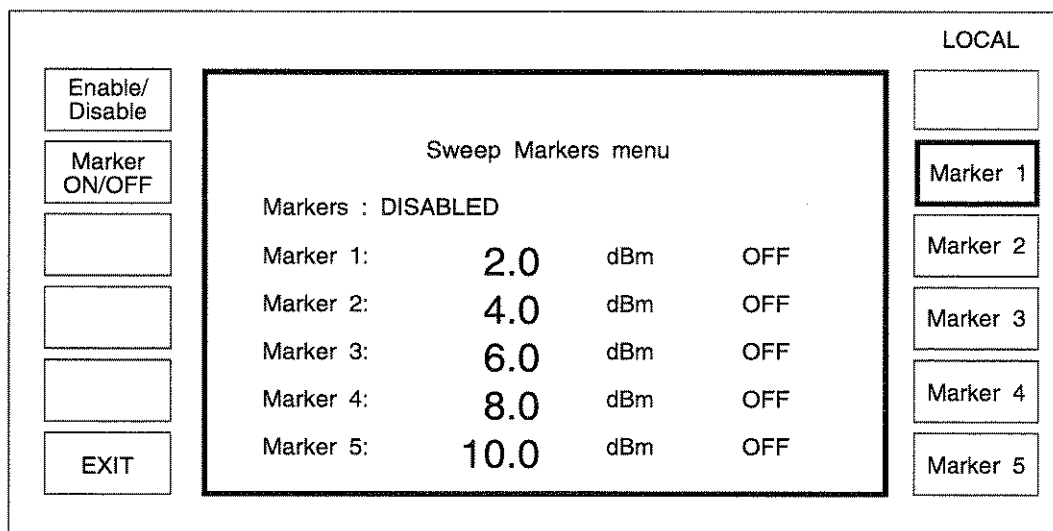 LOCAL
Enable/
Disable
Marker
ON/OFF
EXIT
Sweep Markers menu
Markers : DISABLED
Marker 1: 2.0 dBm OFF
Marker 2: 4.0 dBm OFF
Marker 3: 6.0 dBm OFF
Marker 4: 8.0 dBm OFF
Marker 5: 10.0 dBm OFF
Marker 1
Marker 2
Marker 3
Marker 4
Marker 5